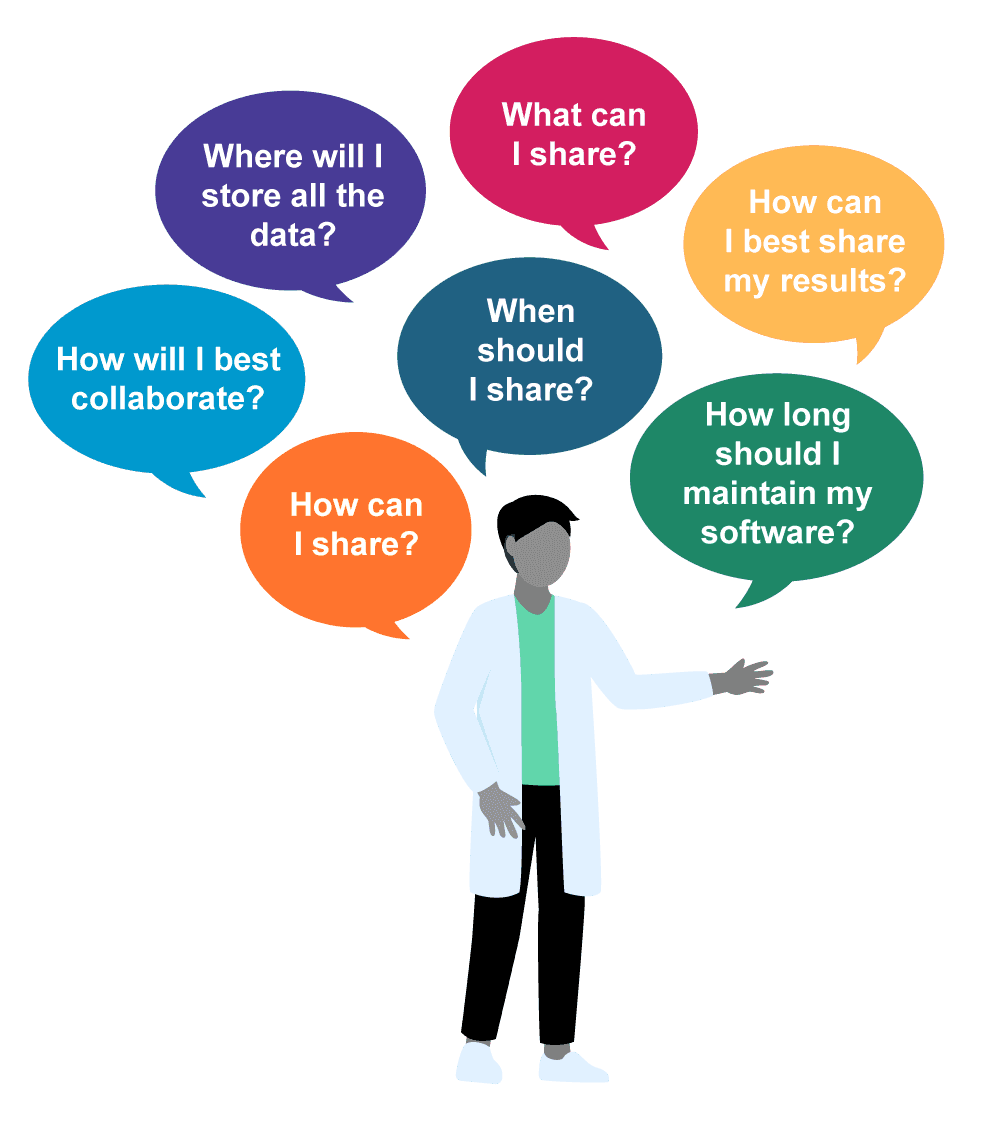 What can
I share?
Where will I
store all the
data?
How can
I best share
my results?
When
should
I share?
How will I best
collaborate?
How long
should I
maintain my
software?
How can
I share?